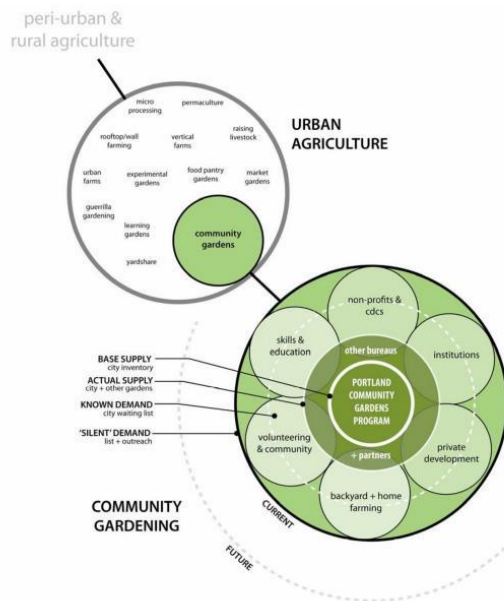 peri-urban &
rural agriculture
micro
processing
permaculture
URBAN
AGRICULTURE
rooftop/wall
farming
vertical
farms
raising
livestock
urban
farms
experimental
gardens
food pantry
gardens
market
gardens
guerrilla
gardening
learning
gardens
community
gardens
yardshare
non-profits &
cdcs
skills &
education
other bureaus
institutions
BASE SUPPLY
city inventory
ACTUAL SUPPLY
city + other gardens
KNOWN DEMAND
city waiting list
'SILENT' DEMAND
list + outreach
PORTLAND
COMMUNITY
GARDENS
PROGRAM
volunteering
& community
+ partners
private
development
backyard + home
farming
COMMUNITY
GARDENING
CURRENT
FUTURE